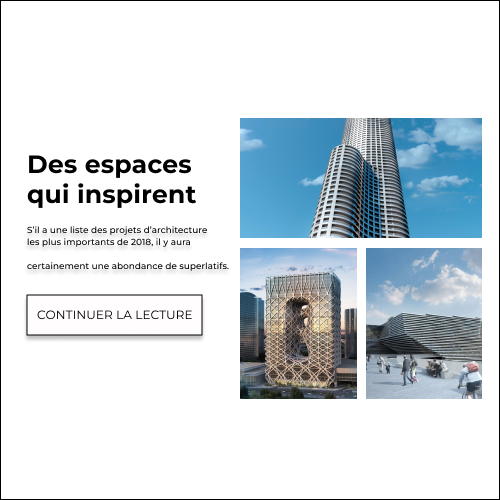 Des espaces
qui inspirent
S’il a une liste des projets d’architecture
les plus importants de 2018, il y aura
certainement une abondance de superlatifs.
CONTINUER LA LECTURE